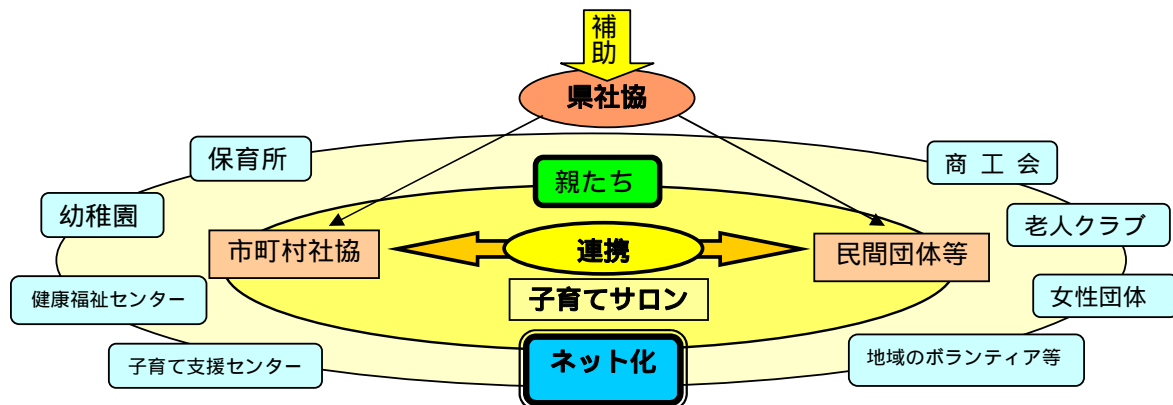 補助
県社協
保育所
商 工 会
親たち
幼稚園
老人クラブ
市町村社協
連携
民間団体等
健康福祉センター
子育てサロン
女性団体
子育て支援センター
ネット化
地域のボランティア等